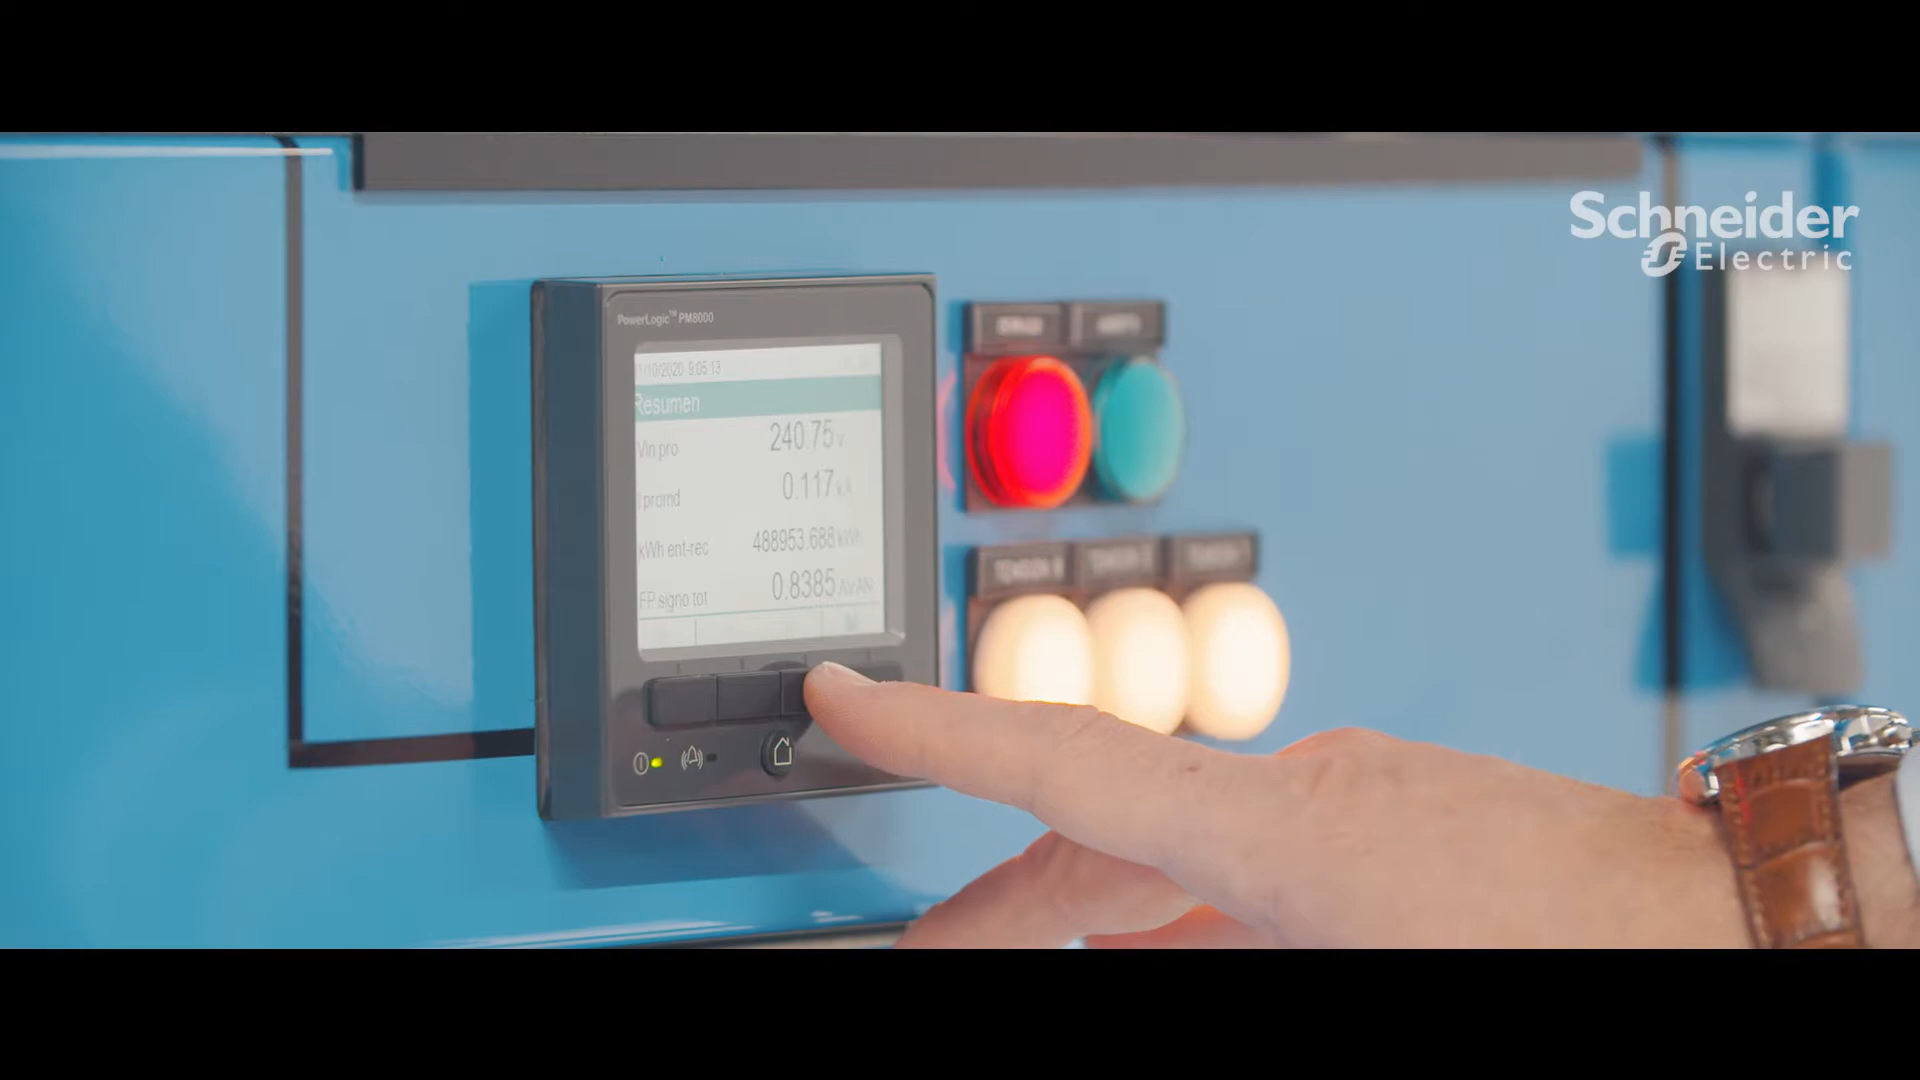 Schneider
Electric
PowerLogic™ PM8000
1/10/2020 9:05:13
Resumen
Vin pro 240.75 V
I promd 0.117 kA
kWh ent-rec 488953.688 kWh
FP signo tot 0.8385
TENSION